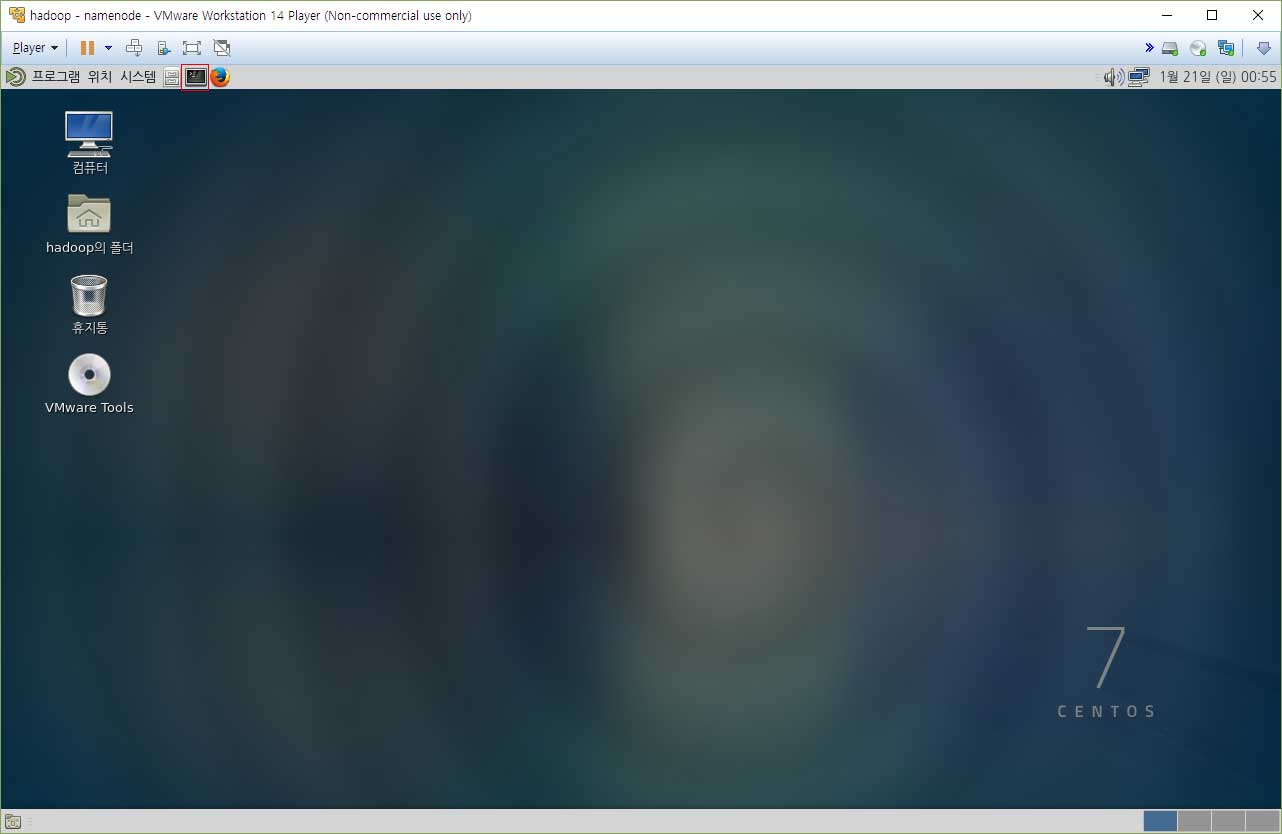 hadoop - namenode - VMware Workstation 14 Player (Non-commercial use only)
Player
프로그램 위치 시스템 1월 21일 (일) 00:55
컴퓨터
hadoop의 폴더
휴지통
VMware Tools
7
CENTOS